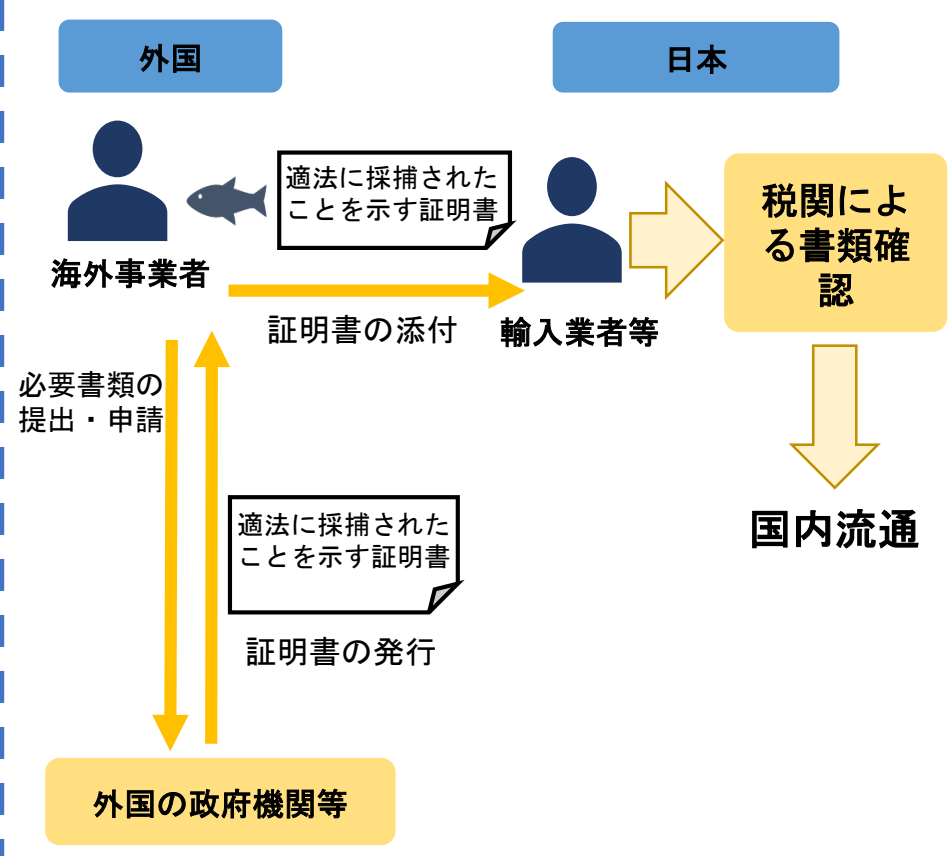 外国
日本
適法に採捕された
ことを示す証明書
税関によ
る書類確
認
海外事業者
証明書の添付
輸入業者等
必要書類の
提出・申請
適法に採捕された
ことを示す証明書
国内流通
証明書の発行
外国の政府機関等